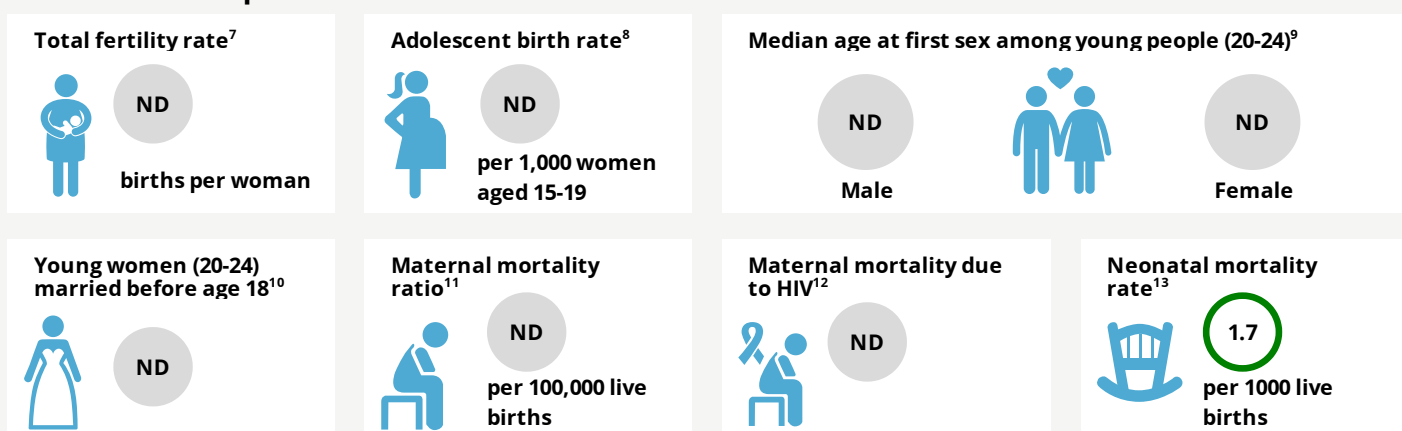 Total fertility rate7
ND
births per woman
Adolescent birth rate8
ND
per 1,000 women
aged 15-19
Median age at first sex among young people (20-24)9
ND
Male
ND
Female
Young women (20-24)
married before age 1810
ND
Maternal mortality
ratio11
ND
per 100,000 live
births
Maternal mortality due
to HIV12
ND
Neonatal mortality
rate13
1.7
per 1000 live
births